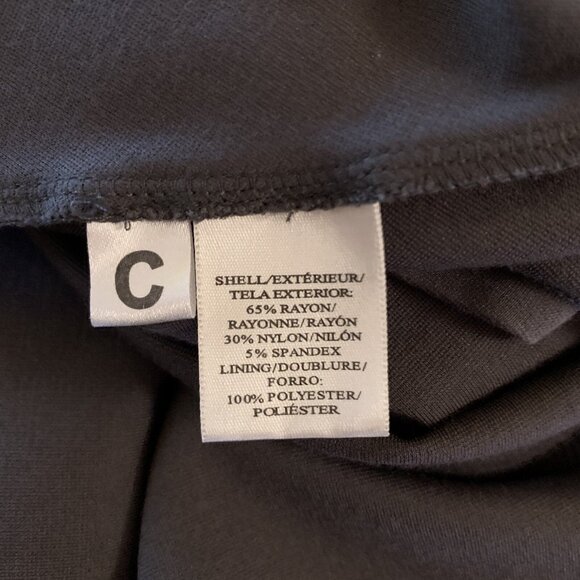 C
SHELL/EXTÉRIEUR/
TELA EXTERIOR:
65% RAYON/
RAYONNE/RAYÓN
30% NYLON/NILÓN
5% SPANDEX
LINING/DOUBLURE/
FORRO:
100% POLYESTER/
POLIÉSTER